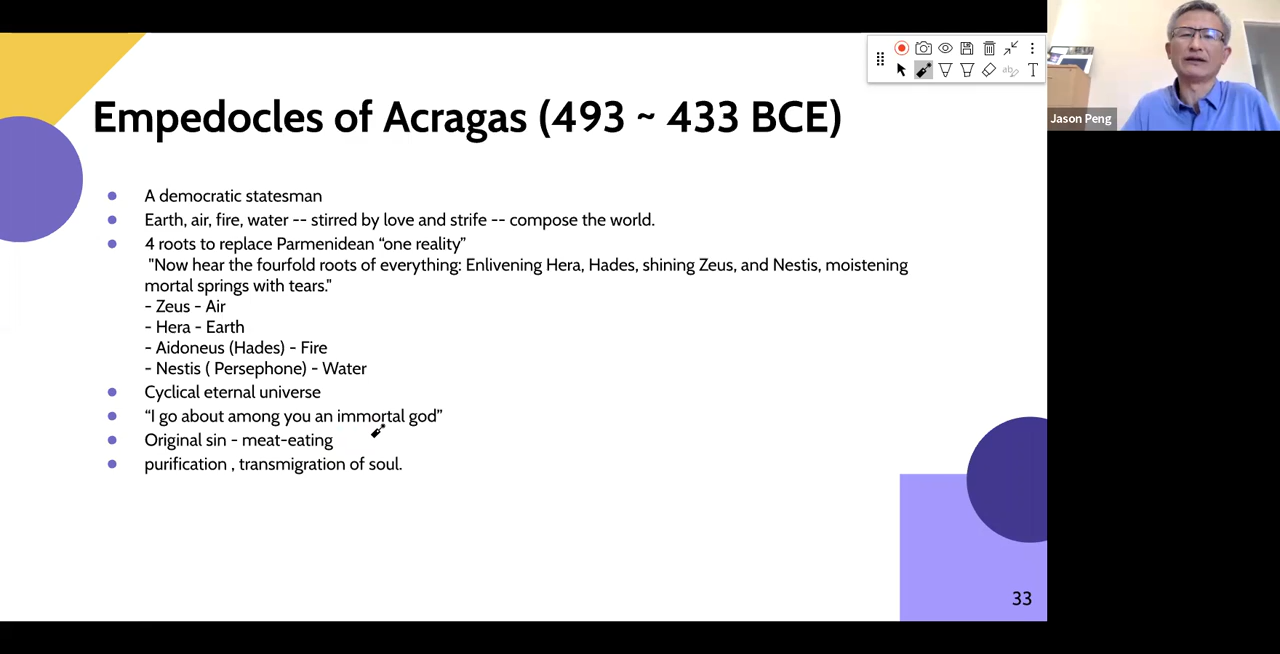 Empedocles of Acragas (493 ~ 433 BCE)
A democratic statesman
Earth, air, fire, water -- stirred by love and strife -- compose the world.
4 roots to replace Parmenidean “one reality”
"Now hear the fourfold roots of everything: Enlivening Hera, Hades, shining Zeus, and Nestis, moistening
mortal springs with tears."
- Zeus - Air
- Hera - Earth
- Aidoneus (Hades) - Fire
- Nestis ( Persephone) - Water
Cyclical eternal universe
“I go about among you an immortal god”
Original sin - meat-eating
purification , transmigration of soul.
33
ab
T
Jason Peng